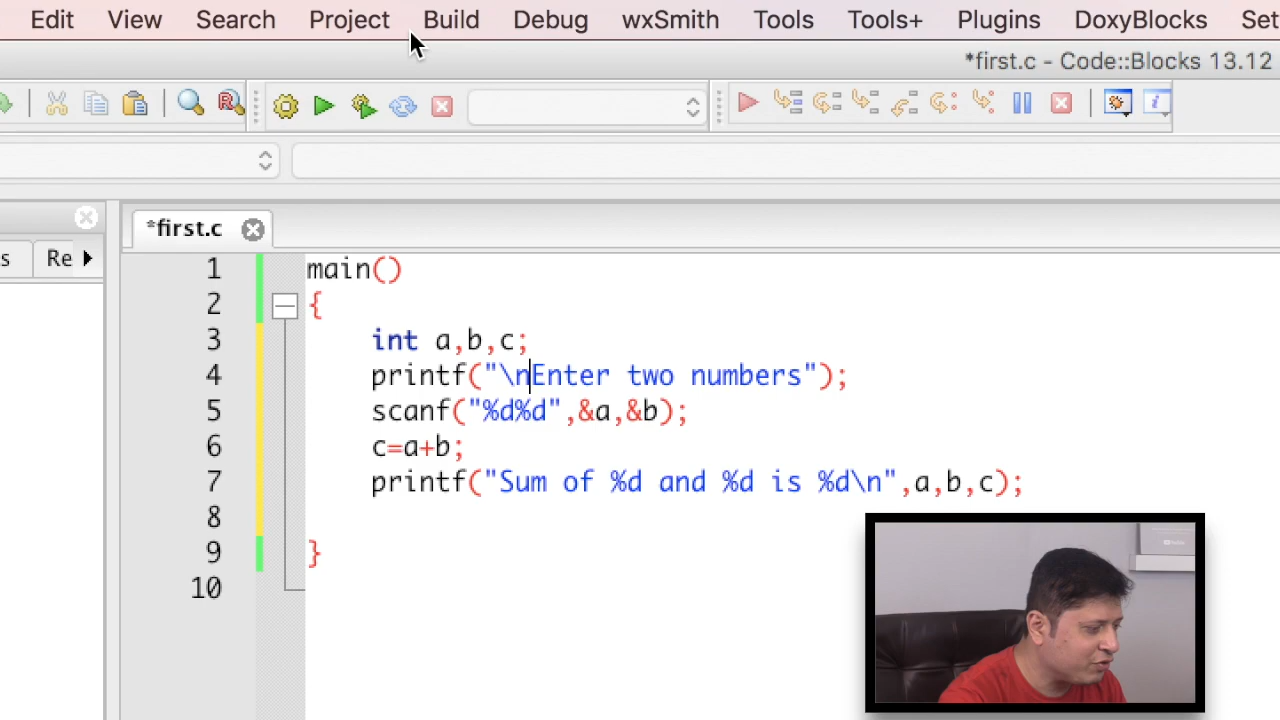 Edit View Search Project Build Debug wxSmith Tools Tools+ Plugins DoxyBlocks Set
*first.c - Code::Blocks 13.12
*first.c
s Re
1 main()
2 {
3 int a,b,c;
4 printf("\nEnter two numbers");
5 scanf("%d%d",&a,&b);
6 c=a+b;
7 printf("Sum of %d and %d is %d\n",a,b,c);
8
9 }
10